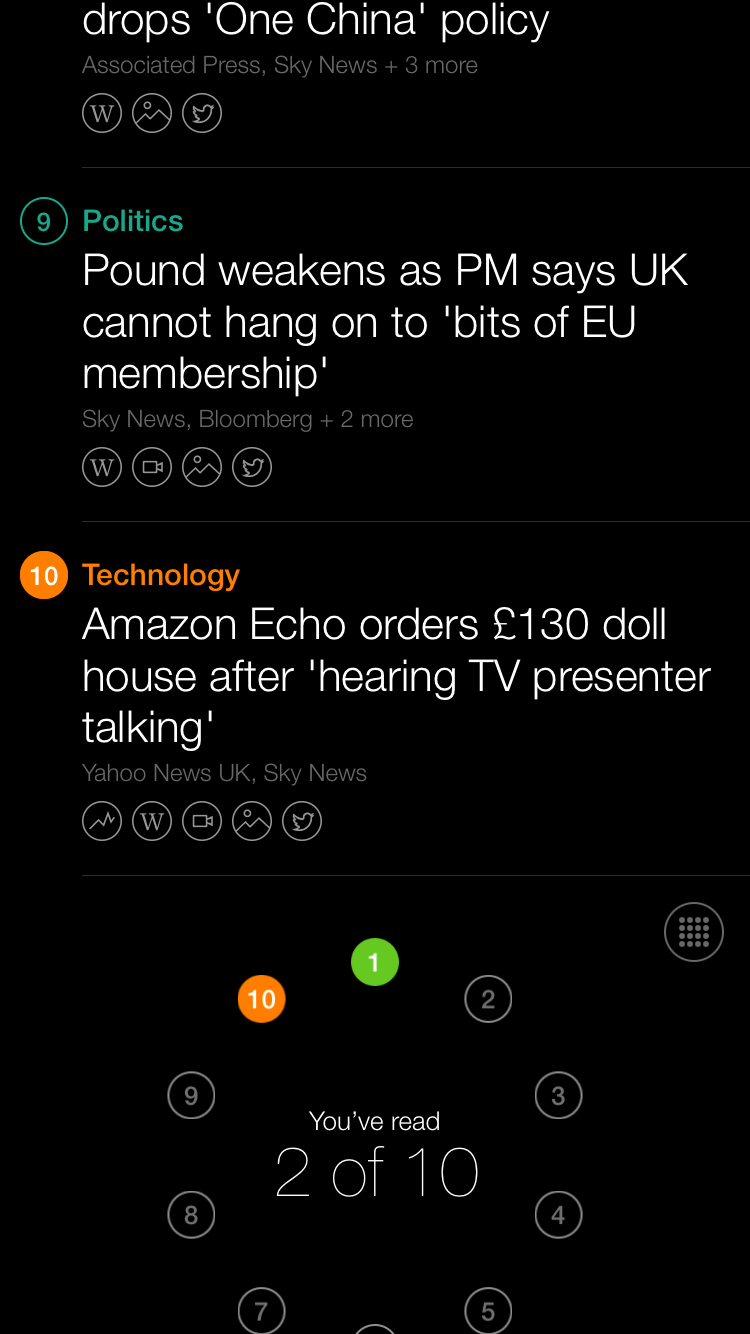 drops 'One China' policy
Associated Press, Sky News + 3 more
W
9 Politics
Pound weakens as PM says UK
cannot hang on to 'bits of EU
membership'
Sky News, Bloomberg + 2 more
W
10 Technology
Amazon Echo orders £130 doll
house after 'hearing TV presenter
talking'
Yahoo News UK, Sky News
W
1
10
2
9
3
You've read
2 of 10
8
4
7
5